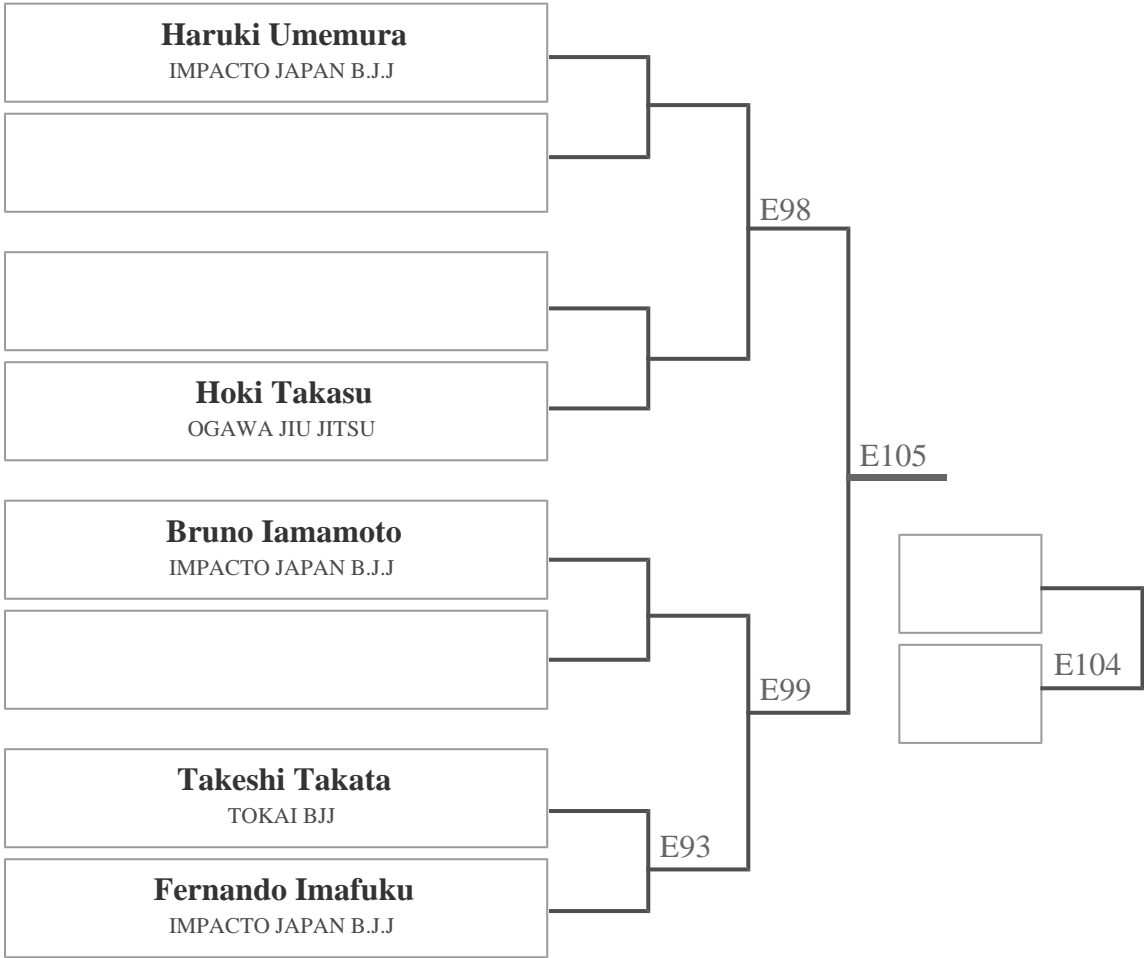 Haruki Umemura
IMPACTO JAPAN B.J.J
E98
Hoki Takasu
OGAWA JIU JITSU
E105
Bruno Iamamoto
IMPACTO JAPAN B.J.J
E104
E99
Takeshi Takata
TOKAI BJJ
E93
Fernando Imafuku
IMPACTO JAPAN B.J.J